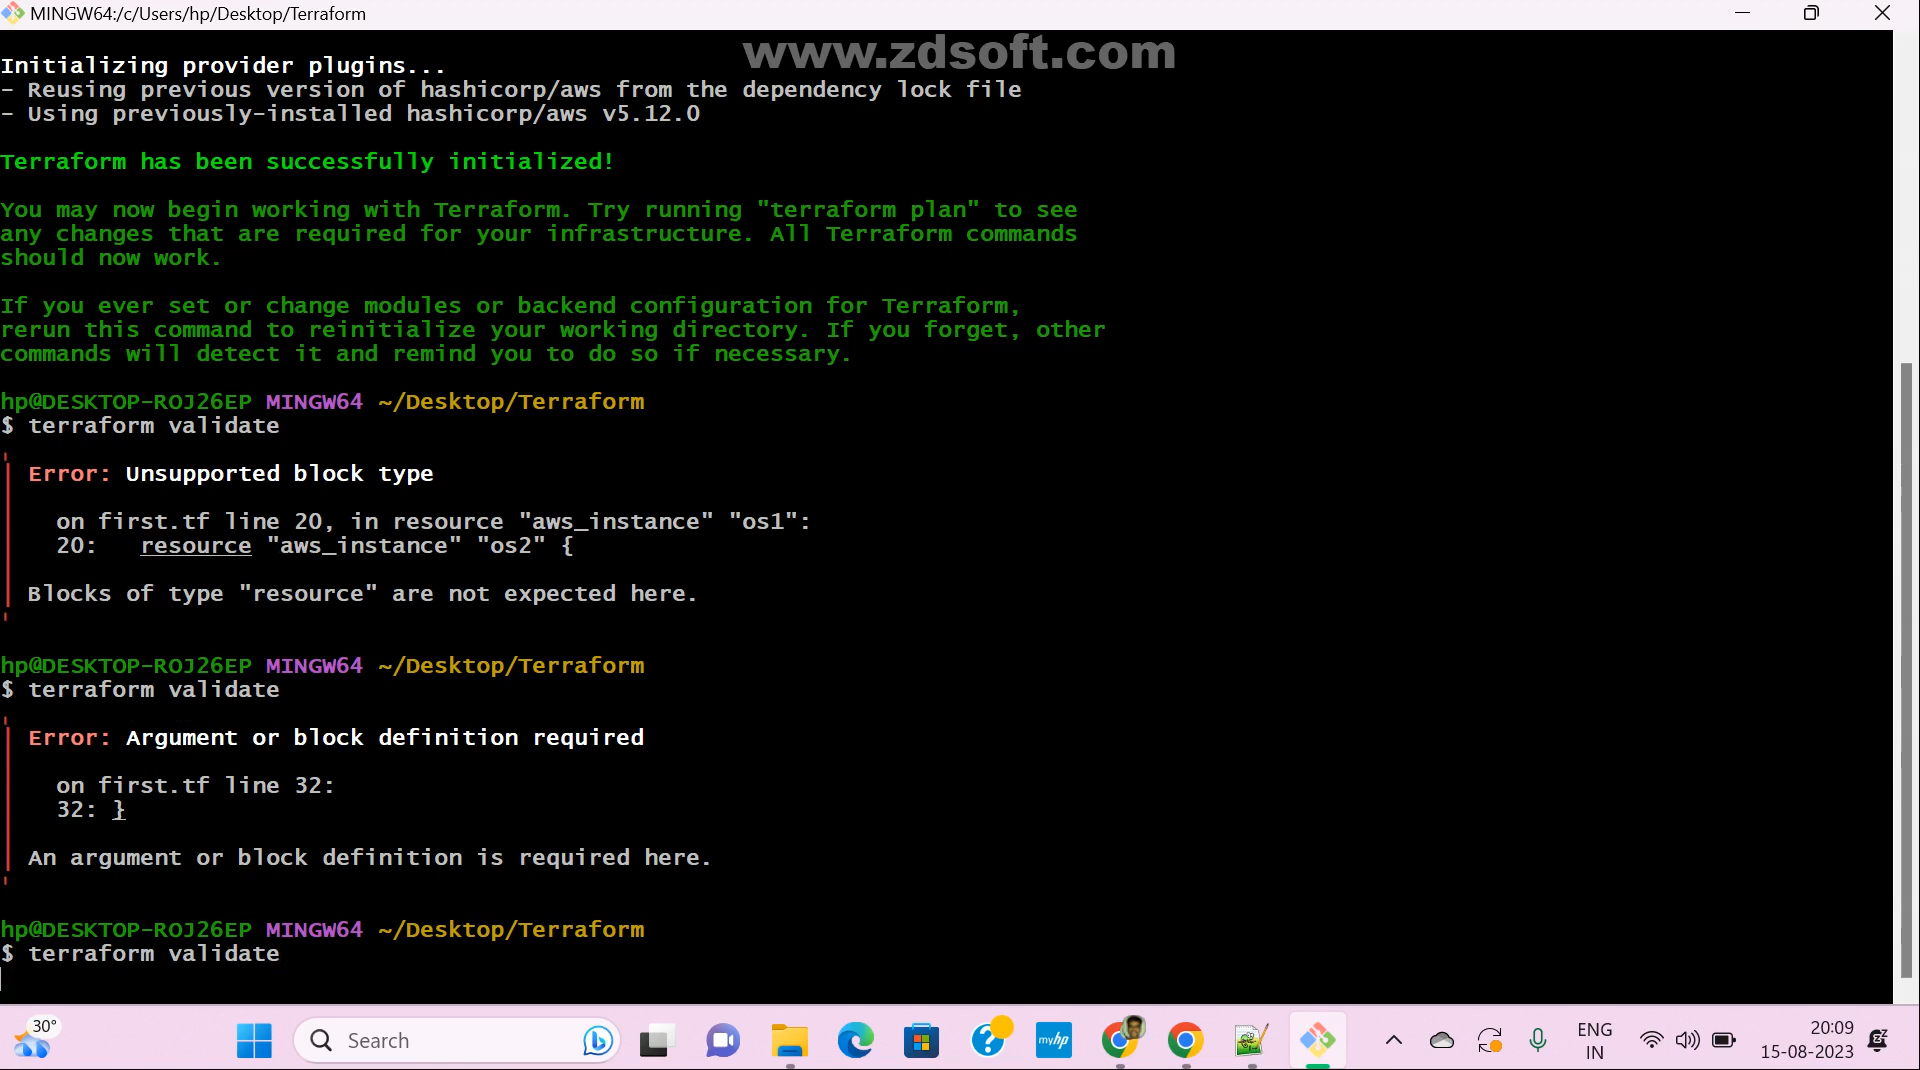 MINGW64:/c/Users/hp/Desktop/Terraform
www.zdsoft.com
Initializing provider plugins...
- Reusing previous version of hashicorp/aws from the dependency lock file
- Using previously-installed hashicorp/aws v5.12.0
Terraform has been successfully initialized!
You may now begin working with Terraform. Try running "terraform plan" to see
any changes that are required for your infrastructure. All Terraform commands
should now work.
If you ever set or change modules or backend configuration for Terraform,
rerun this command to reinitialize your working directory. If you forget, other
commands will detect it and remind you to do so if necessary.
hp@DESKTOP-ROJ26EP MINGW64 ~/Desktop/Terraform
$ terraform validate
Error: Unsupported block type
on first.tf line 20, in resource "aws_instance" "os1":
20:   resource "aws_instance" "os2" {
Blocks of type "resource" are not expected here.
hp@DESKTOP-ROJ26EP MINGW64 ~/Desktop/Terraform
$ terraform validate
Error: Argument or block definition required
on first.tf line 32:
32: }
An argument or block definition is required here.
hp@DESKTOP-ROJ26EP MINGW64 ~/Desktop/Terraform
$ terraform validate
30°
Search
myhp
ENG
IN
20:09
15-08-2023